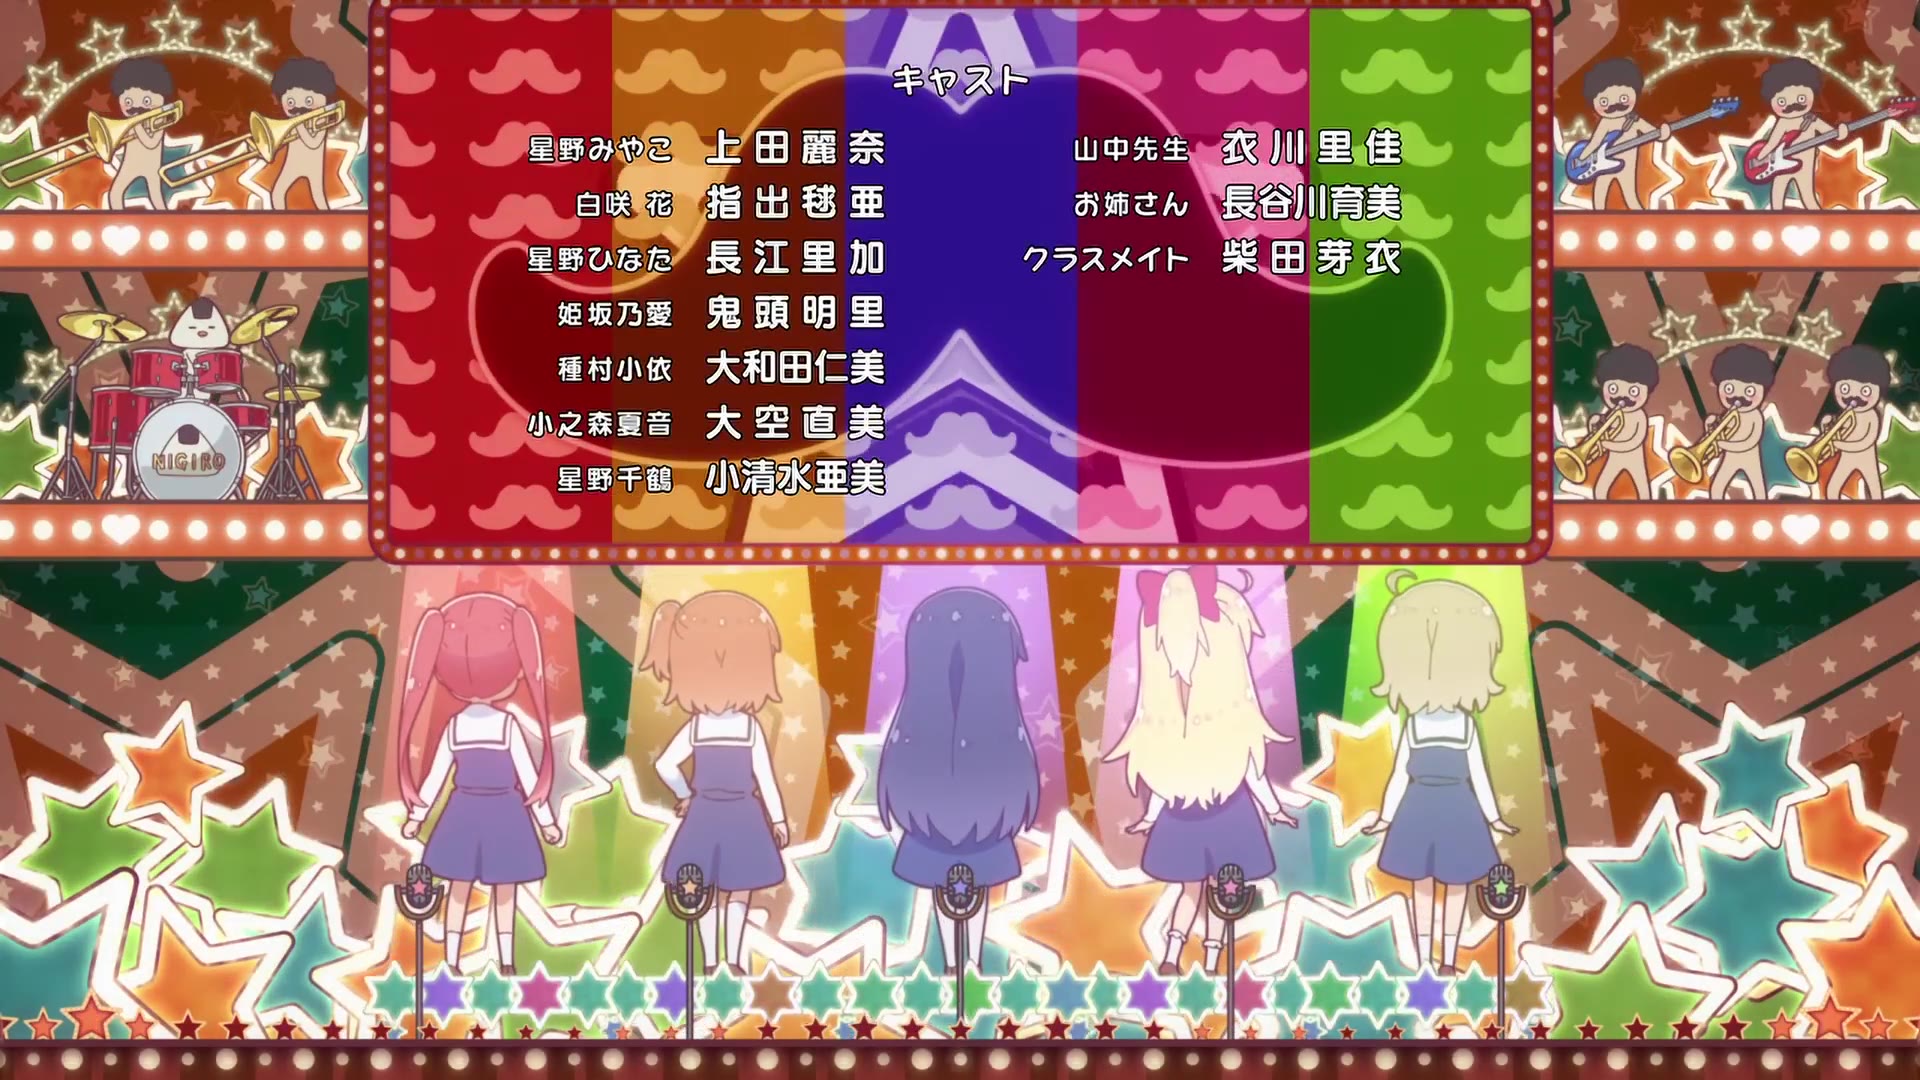 キャスト
星野みやこ 上田麗奈
白咲 花 指出毬亜
星野ひなた 長江里加
姫坂乃愛 鬼頭明里
種村小依 大和田仁美
小之森夏音 大空直美
星野千鶴 小清水亜美
山中先生 衣川里佳
お姉さん 長谷川育美
クラスメイト 柴田芽衣
NIGIRO